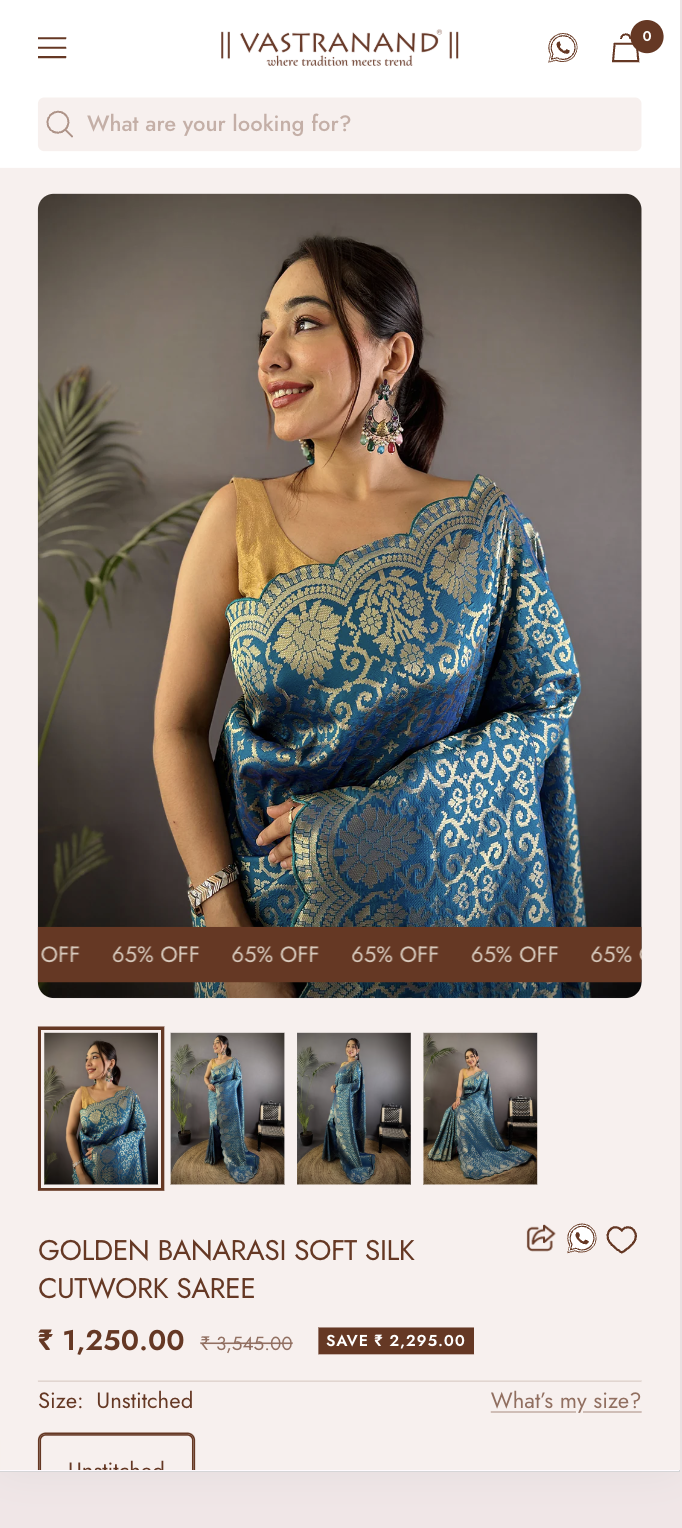 || VASTRANAND® ||
where tradition meets trend
0
What are your looking for?
OFF 65% OFF 65% OFF 65% OFF 65% OFF 65%
GOLDEN BANARASI SOFT SILK
CUTWORK SAREE
₹ 1,250.00 ₹ 3,545.00 SAVE ₹ 2,295.00
Size: Unstitched What's my size?
Unstitched